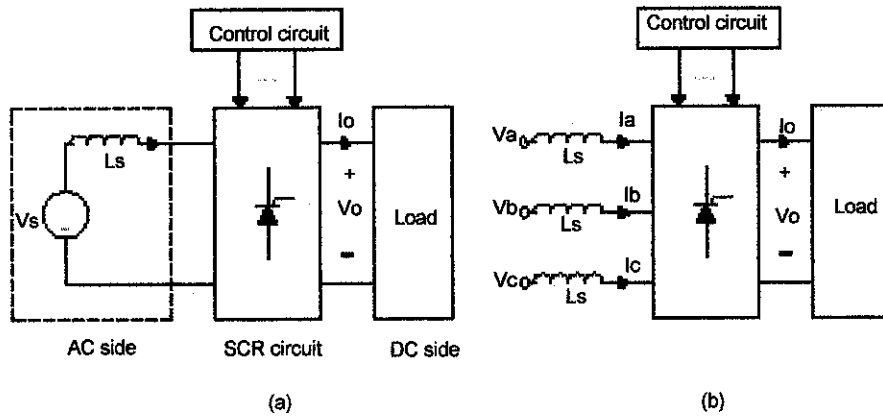 Control circuit
Io
Ls
+
Vs
Vo
Load
-
AC side
SCR circuit
DC side
(a)
Control circuit
Va
Ia
Io
Ls
+
Vb
Ib
Vo
Load
Ls
-
Vc
Ic
Ls
(b)